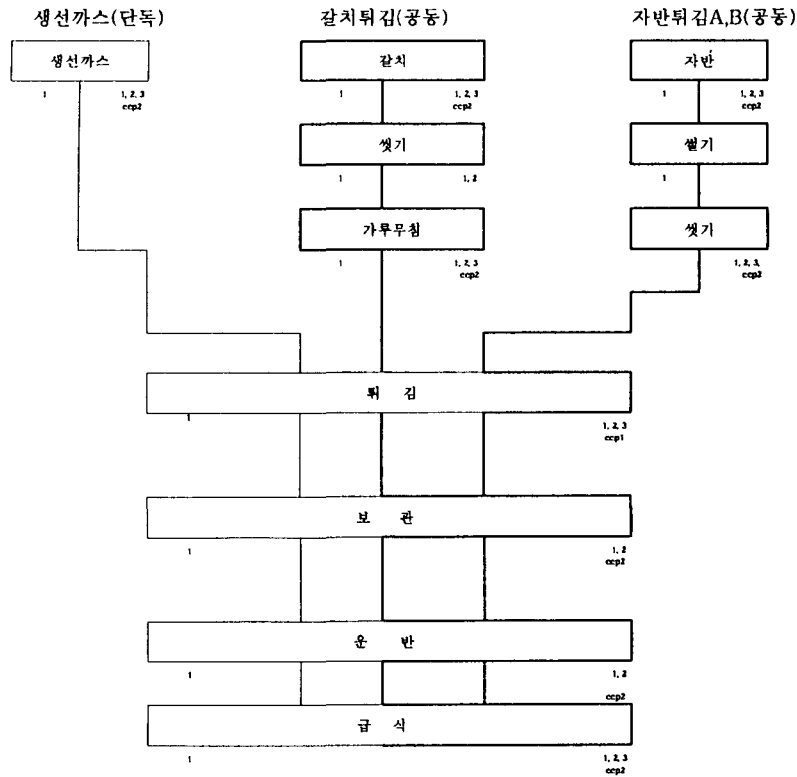 생선까스(단독) 갈치튀김(공동) 자반튀김A,B(공동)
생선까스 갈치 자반
1 1, 2, 3 1 1, 2, 3 1 1, 2, 3
ccp2 ccp2 ccp2
씻기 썰기
1 1, 2 1
가루무침 씻기
1 1, 2, 3 1, 2, 3,
ccp2 ccp2
튀 김
1 1, 2, 3
ccp1
보 관
1 1, 2
ccp2
운 반
1 1, 2
ccp2
급 식
1 1, 2, 3
ccp2